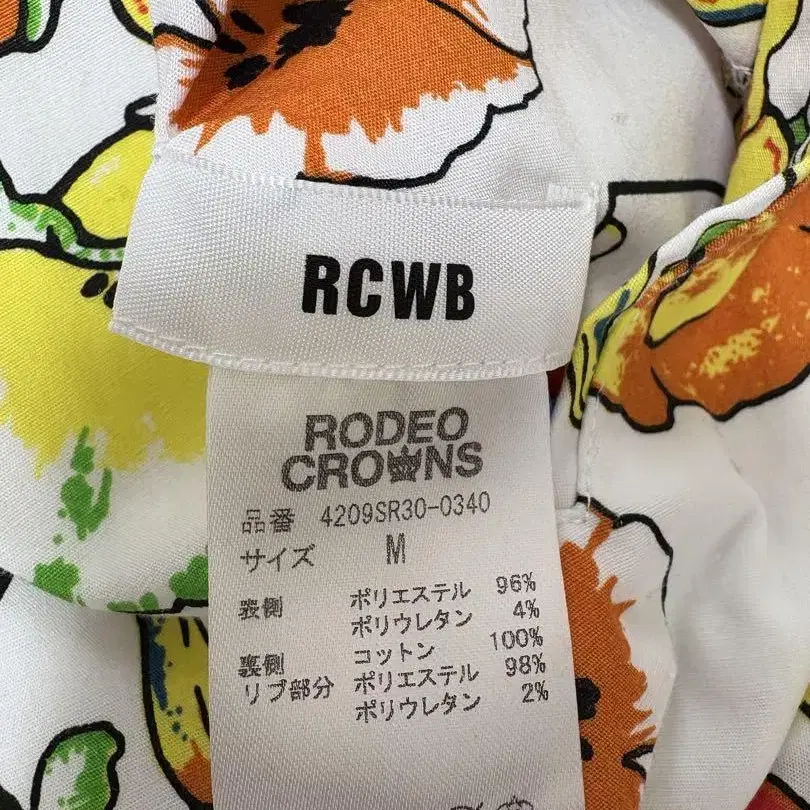 RCWB
RODEO
CROWNS
品番 4209SR30-0340
サイズ M
表側 ポリエステル 96%
ポリウレタン 4%
裏側 コットン 100%
リブ部分 ポリエステル 98%
ポリウレタン 2%